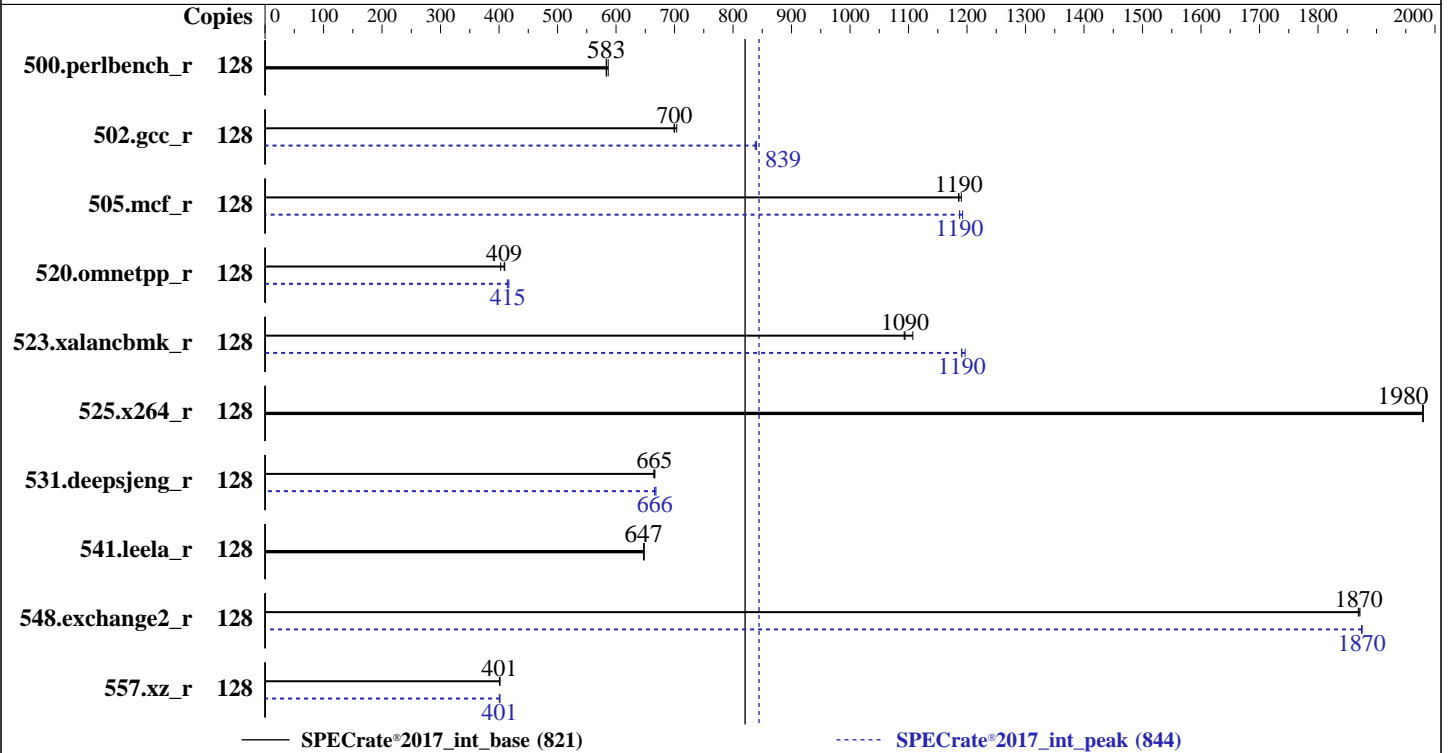 Copies 0 100 200 300 400 500 600 700 800 900 1000 1100 1200 1300 1400 1500 1600 1700 1800 2000
583
500.perlbench_r 128
700
502.gcc_r 128
839
1190
505.mcf_r 128
1190
409
520.omnetpp_r 128
415
1090
523.xalancbmk_r 128
1190
1980
525.x264_r 128
665
531.deepsjeng_r 128
666
647
541.leela_r 128
1870
548.exchange2_r 128
1870
401
557.xz_r 128
401
SPECrate®2017_int_base (821) SPECrate®2017_int_peak (844)